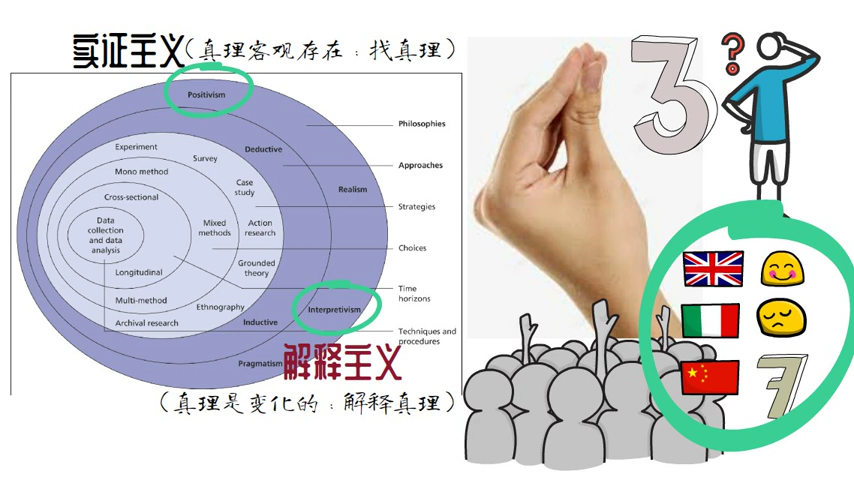 实证主义(真理客观存在：找真理)
Positivism
Philosophies
Experiment
Survey
Deductive
Approaches
Mono method
Case
study
Realism
Cross-sectional
Strategies
Data
collection
and data
analysis
Mixed
methods
Action
research
Choices
Longitudinal
Grounded
theory
Time
horizons
Multi-method
Ethnography
Interpretivism
Archival research
Inductive
Techniques and
procedures
Pragmatism
解释主义
(真理是变化的：解释真理)
3
?
7